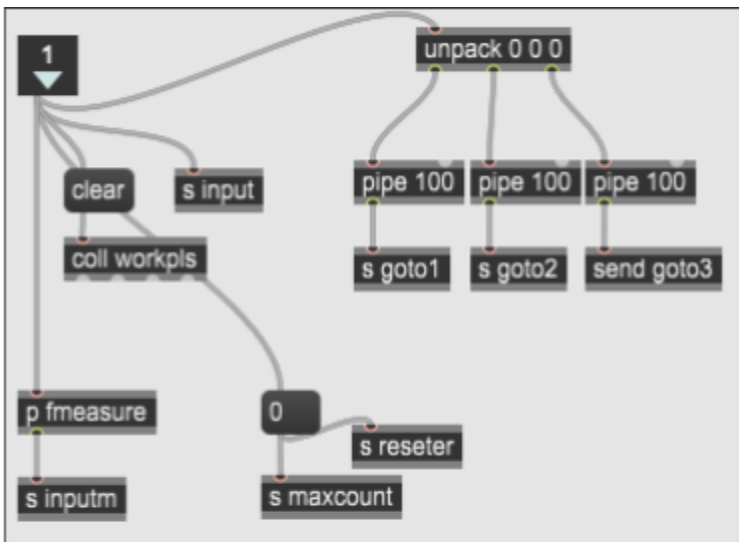 1
unpack 0 0 0
clear
s input
pipe 100
pipe 100
pipe 100
coll workpls
s goto1
s goto2
send goto3
p fmeasure
0
s reseter
s inputm
s maxcount